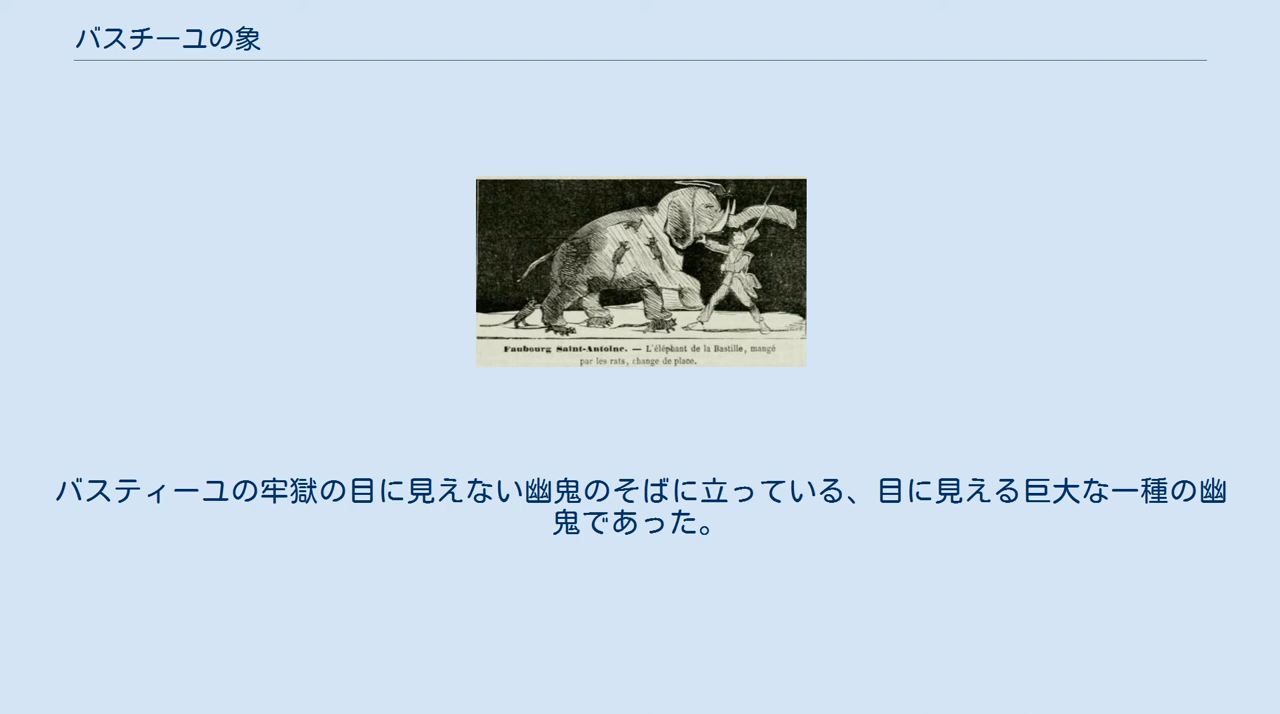 バスチーユの象
Faubourg Saint-Antoine. — L'éléphant de la Bastille, mangé
par les rats, change de place.
バスティーユの牢獄の目に見えない幽鬼のそばに立っている、目に見える巨大な一種の幽
鬼であった。